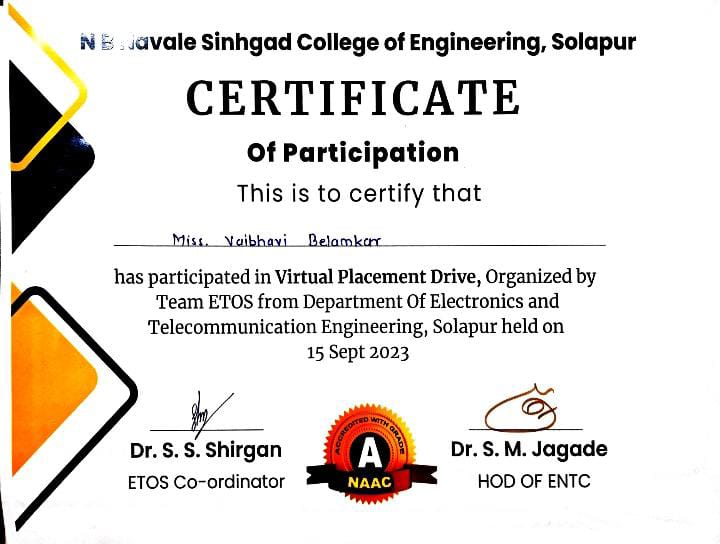 N B Navale Sinhgad College of Engineering, Solapur
CERTIFICATE
Of Participation
This is to certify that
Miss. Vaibhavi Belamkar
has participated in Virtual Placement Drive, Organized by
Team ETOS from Department Of Electronics and
Telecommunication Engineering, Solapur held on
15 Sept 2023
Dr. S. S. Shirgan
ETOS Co-ordinator
ACCREDITED WITH GRADE
A
NAAC
Dr. S. M. Jagade
HOD OF ENTC